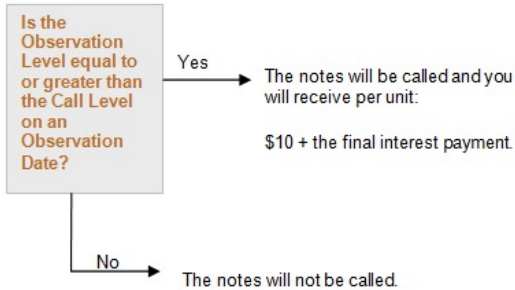 Is the
Observation
Level equal to
or greater than
the Call Level
on an
Observation
Date?
Yes
The notes will be called and you
will receive per unit:
$10 + the final interest payment.
No
The notes will not be called.